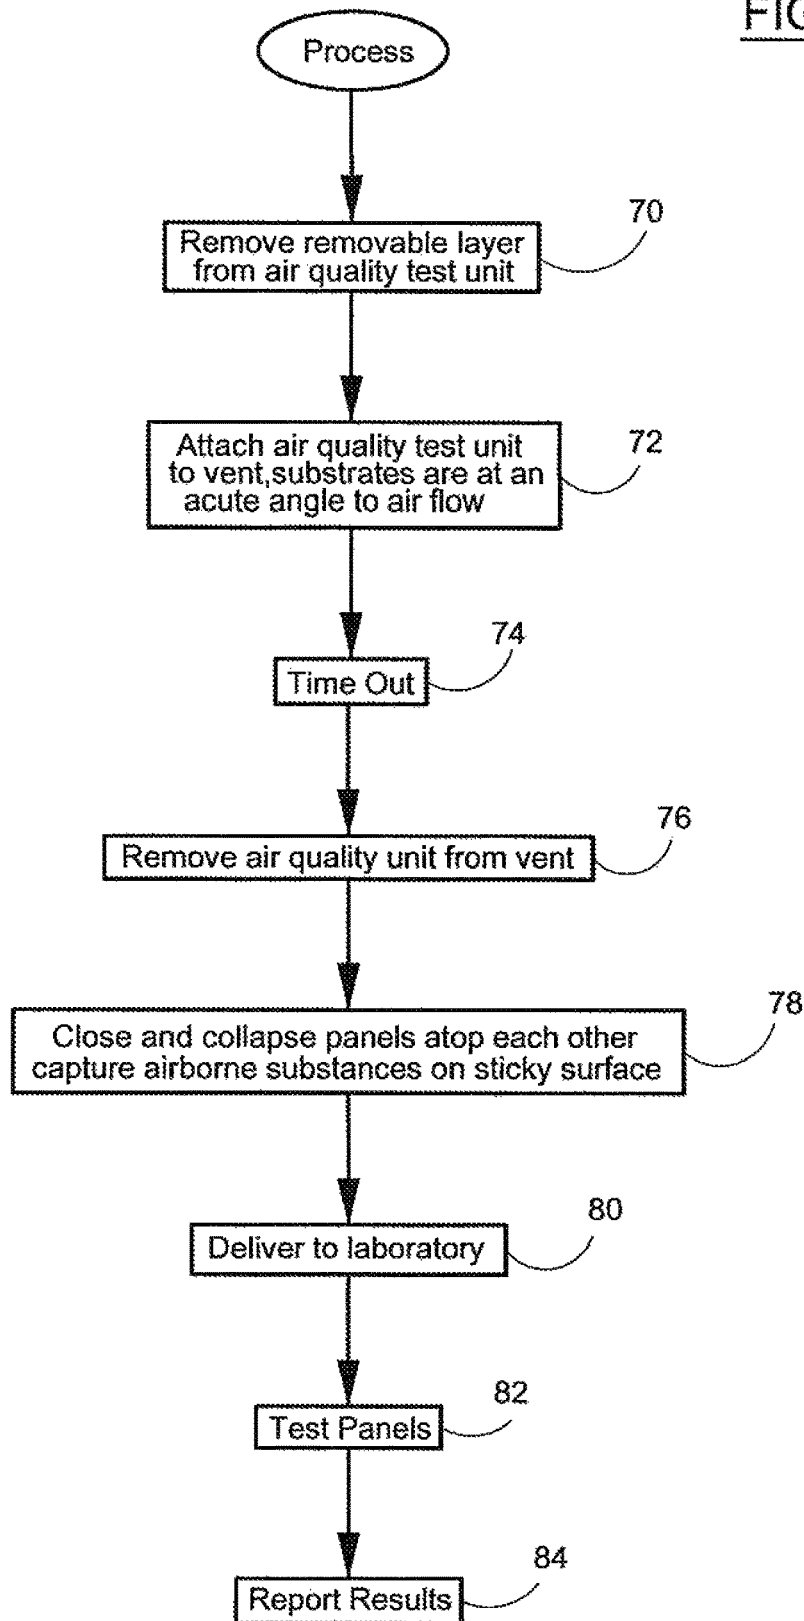 FIG
Process
70
Remove removable layer
from air quality test unit
72
Attach air quality test unit
to vent,substrates are at an
acute angle to air flow
74
Time Out
76
Remove air quality unit from vent
78
Close and collapse panels atop each other
capture airborne substances on sticky surface
80
Deliver to laboratory
82
Test Panels
84
Report Results